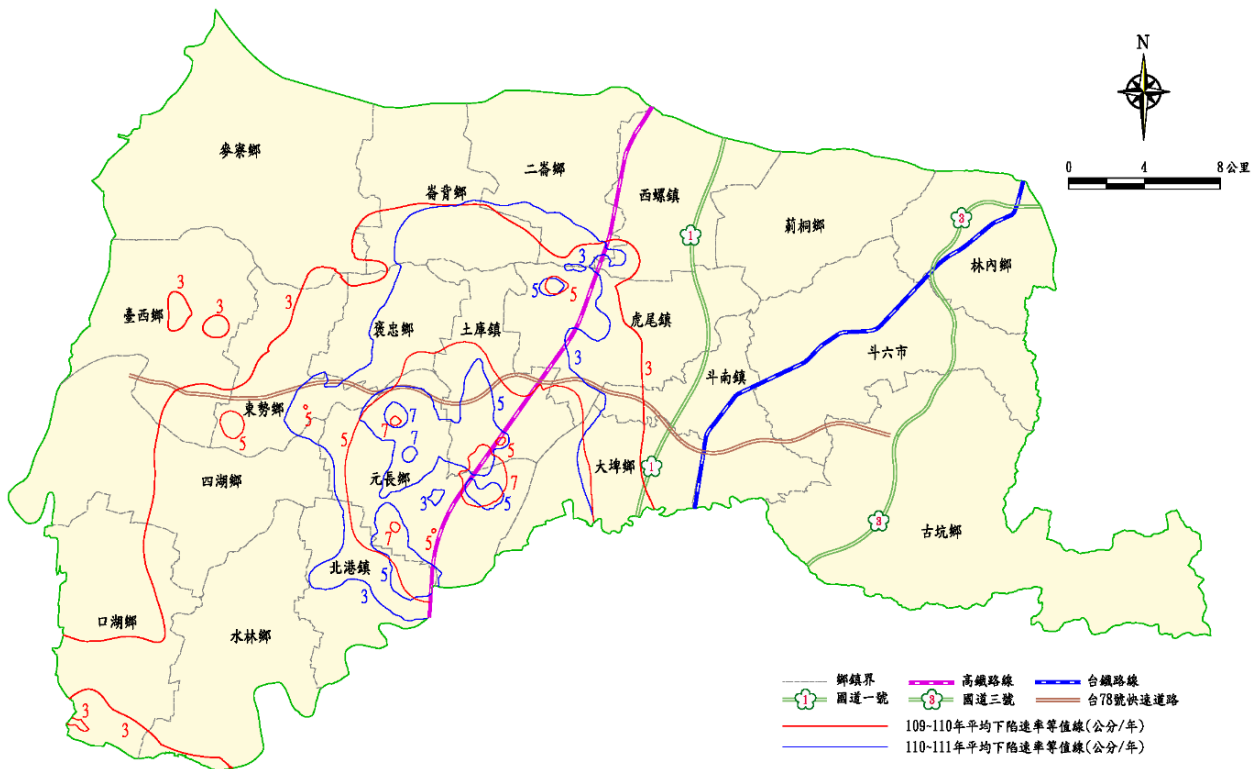 N
0 4 8公里
麥寮鄉
二崙鄉
崙背鄉
西螺鎮
莿桐鄉
林內鄉
臺西鄉
褒忠鄉
土庫鎮
虎尾鎮
斗六市
斗南鎮
東勢鄉
四湖鄉
元長鄉
大埤鄉
古坑鄉
北港鎮
口湖鄉
水林鄉
1
3
1
3
3
3
3
3
5
5
3
3
5
5
5
7
7
7
5
5
7
5
3
7
5
5
3
3
3
鄉鎮界 高鐵路線 台鐵路線
1 國道一號 3 國道三號 台78號快速道路
109~110年平均下陷速率等值線(公分/年)
110~111年平均下陷速率等值線(公分/年)